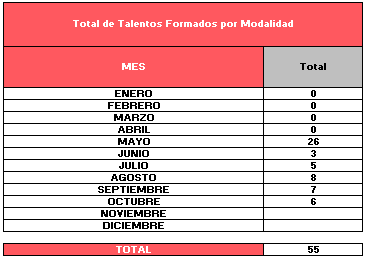 Total de Talentos Formados por Modalidad
MES Total
ENERO 0
FEBRERO 0
MARZO 0
ABRIL 0
MAYO 26
JUNIO 3
JULIO 5
AGOSTO 8
SEPTIEMBRE 7
OCTUBRE 6
NOVIEMBRE
DICIEMBRE
TOTAL 55